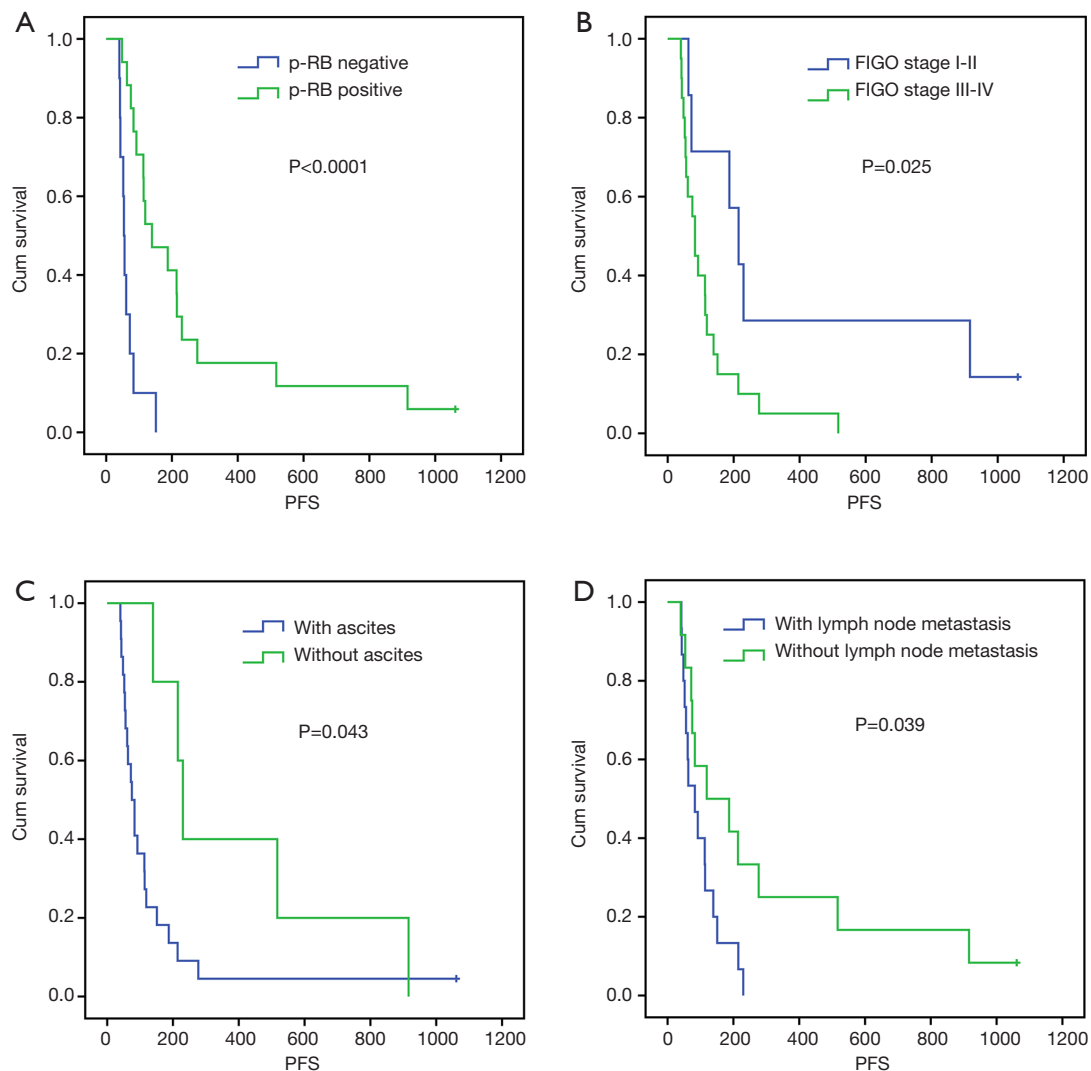 A
1.0
0.8
0.6
0.4
0.2
0.0
Cum survival
p-RB negative
p-RB positive
P<0.0001
0 200 400 600 800 1000 1200
PFS
B
1.0
0.8
0.6
0.4
0.2
0.0
Cum survival
FIGO stage I-II
FIGO stage III-IV
P=0.025
0 200 400 600 800 1000 1200
PFS
C
1.0
0.8
0.6
0.4
0.2
0.0
Cum survival
With ascites
Without ascites
P=0.043
0 200 400 600 800 1000 1200
PFS
D
1.0
0.8
0.6
0.4
0.2
0.0
Cum survival
With lymph node metastasis
Without lymph node metastasis
P=0.039
0 200 400 600 800 1000 1200
PFS